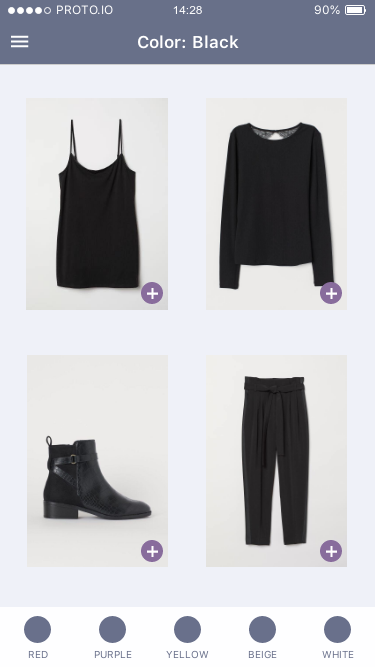 PROTO.IO 14:28 90%
Color: Black
RED PURPLE YELLOW BEIGE WHITE